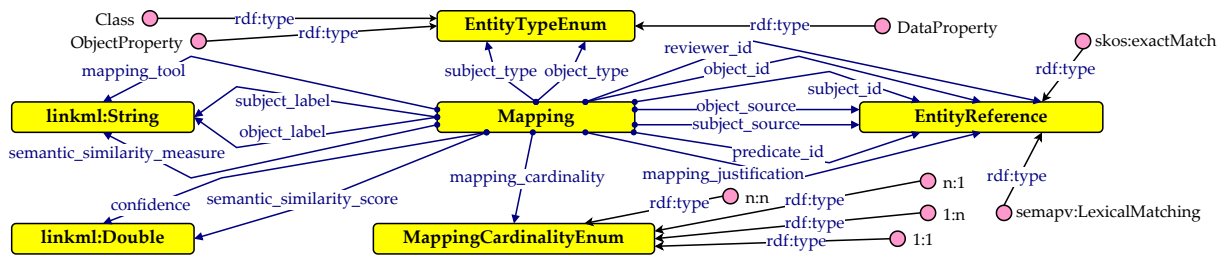 Class
rdf:type
EntityTypeEnum
rdf:type
DataProperty
ObjectProperty
rdf:type
reviewer_id
skos:exactMatch
mapping_tool
subject_type
object_type
object_id
rdf:type
subject_label
subject_id
linkml:String
Mapping
object_source
EntityReference
object_label
subject_source
semantic_similarity_measure
predicate_id
mapping_cardinality
mapping_justification
rdf:type
confidence
semantic_similarity_score
rdf:type
n:n
rdf:type
n:1
rdf:type
1:n
semapv:LexicalMatching
linkml:Double
MappingCardinalityEnum
rdf:type
1:1